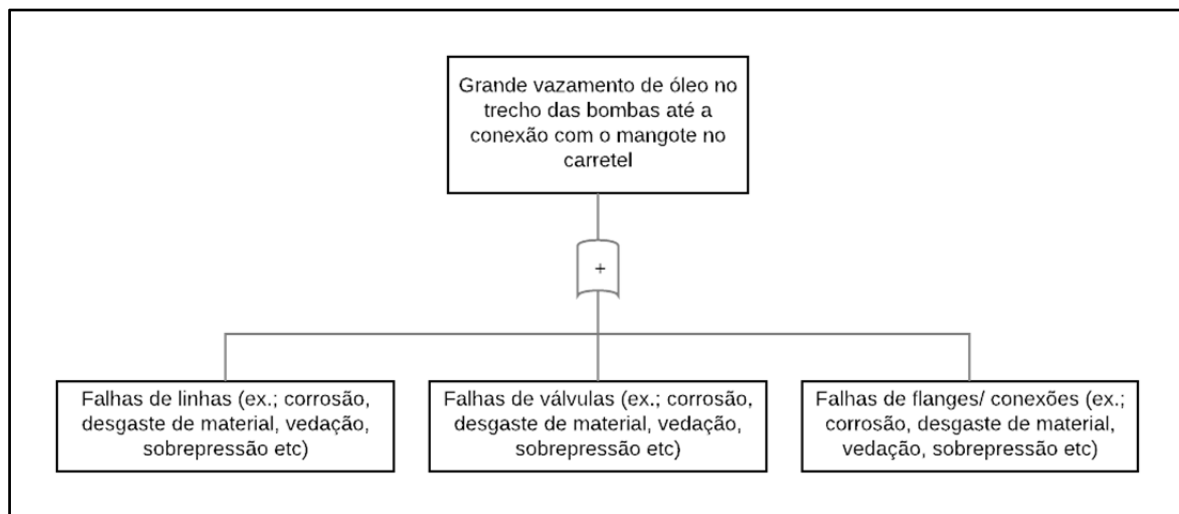 Grande vazamento de óleo no
trecho das bombas até a
conexão com o mangote no
carretel
+
Falhas de linhas (ex.; corrosão,
desgaste de material, vedação,
sobrepressão etc)
Falhas de válvulas (ex.; corrosão,
desgaste de material, vedação,
sobrepressão etc)
Falhas de flanges/ conexões (ex.;
corrosão, desgaste de material,
vedação, sobrepressão etc)